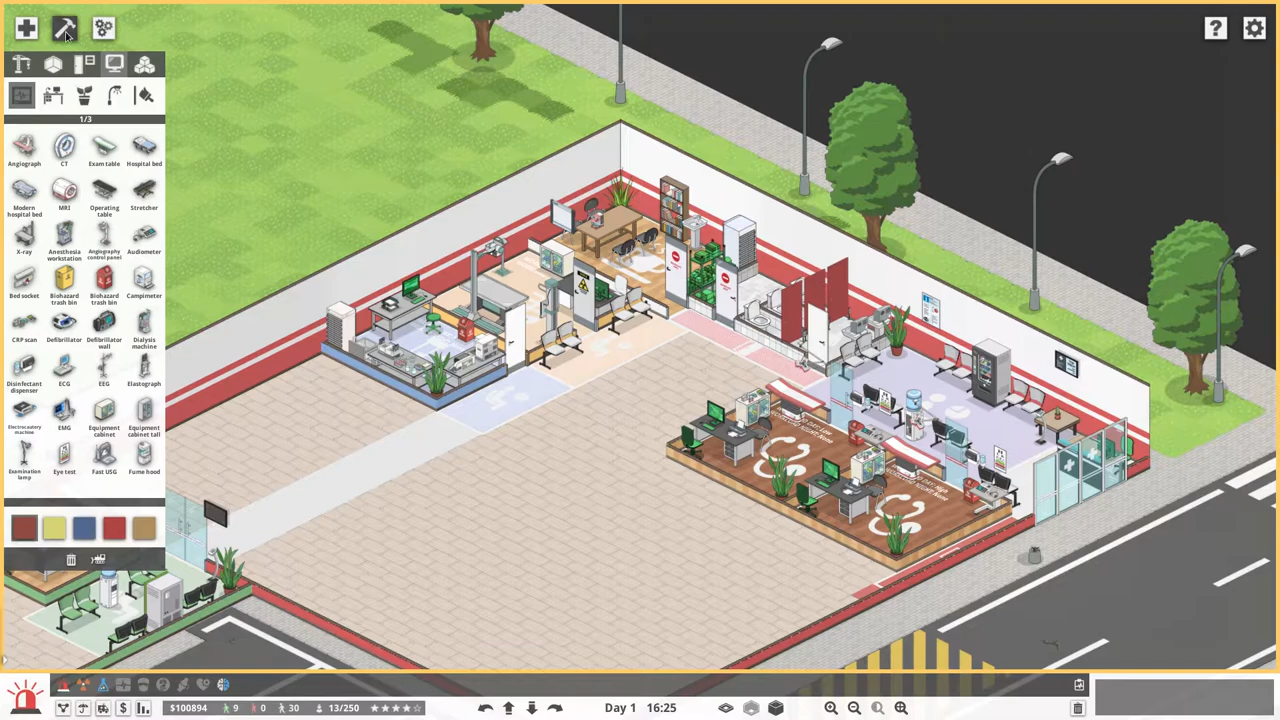 ?
1/3
Angiograph
CT
Exam table
Hospital bed
Modern hospital bed
MRI
Operating table
Stretcher
X-ray
Anesthesia workstation
Angiography control panel
Audiometer
Bed socket
Biohazard trash bin
Biohazard trash bin
Campimeter
CRP scan
Defibrillator
Defibrillator wall
Dialysis machine
Disinfectant dispenser
ECG
EEG
Elastograph
Electrocautery machine
EMG
Equipment cabinet
Equipment cabinet tall
Examination lamp
Eye test
Fast USG
Fume hood
$100894
9
0
30
13/250
Day 1 16:25